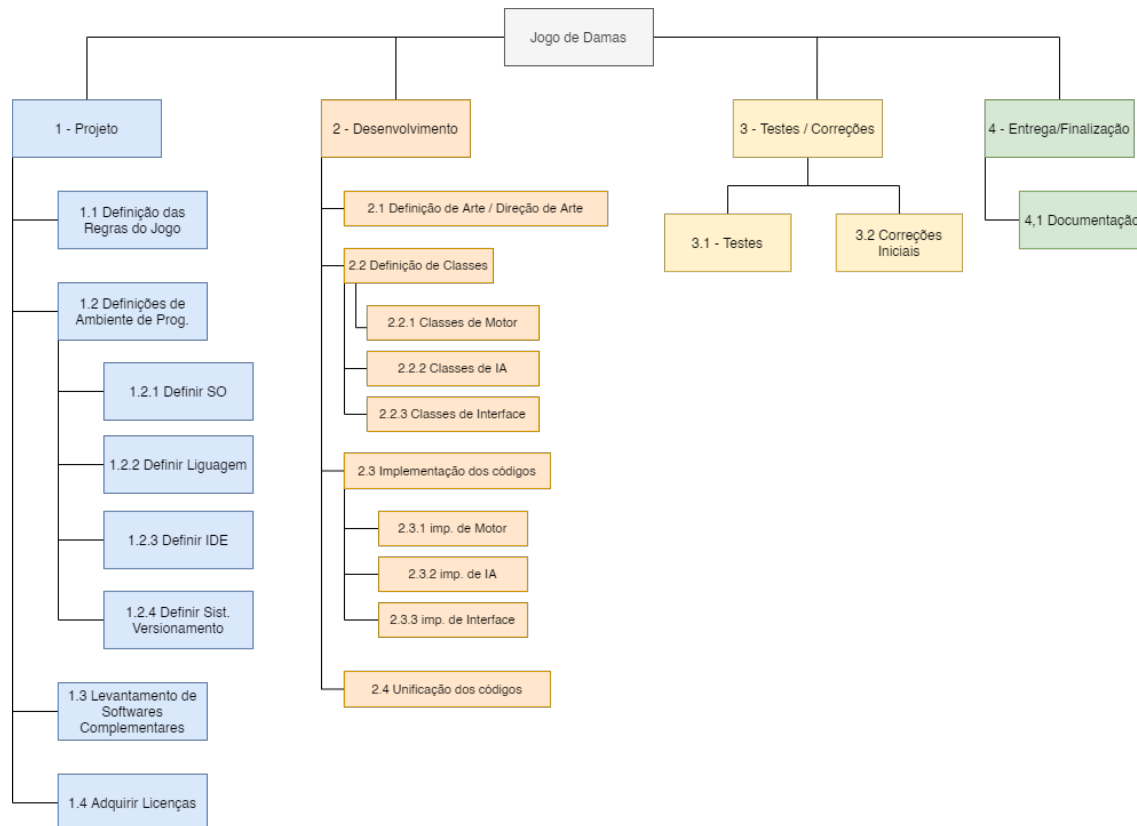 Jogo de Damas
1 - Projeto
1.1 Definição das
Regras do Jogo
1.2 Definições de
Ambiente de Prog.
1.2.1 Definir SO
1.2.2 Definir Liguagem
1.2.3 Definir IDE
1.2.4 Definir Sist.
Versionamento
1.3 Levantamento de
Softwares
Complementares
1.4 Adquirir Licenças
2 - Desenvolvimento
2.1 Definição de Arte / Direção de Arte
2.2 Definição de Classes
2.2.1 Classes de Motor
2.2.2 Classes de IA
2.2.3 Classes de Interface
2.3 Implementação dos códigos
2.3.1 imp. de Motor
2.3.2 imp. de IA
2.3.3 imp. de Interface
2.4 Unificação dos códigos
3 - Testes / Correções
3.1 - Testes
3.2 Correções
Iniciais
4 - Entrega/Finalização
4,1 Documentação